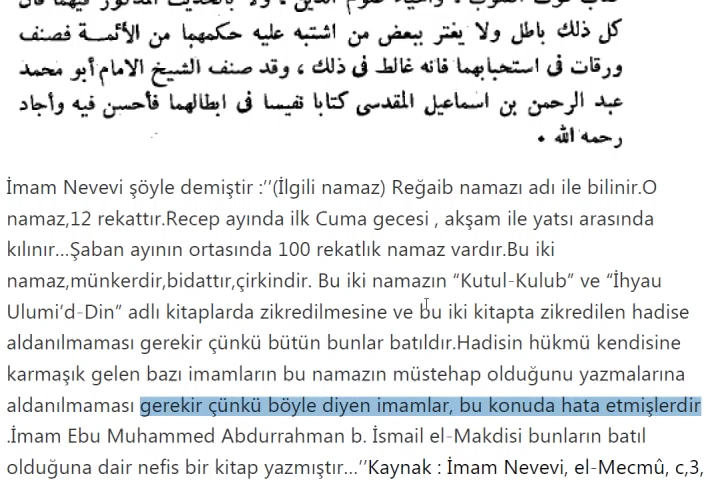 كل ذلك باطل ولا يغتر ببعض من اشتبه عليه حكمهما من الأئمة فصنف
ورقات فى استحبابهما فانه غالط فى ذلك ، وقد صنف الشيخ الامام أبو محمد
عبد الرحمن بن اسماعيل المقدسى كتابا نفيسا فى ابطالهما فأحسن فيه وأجاد
رحمه الله .
İmam Nevevi şöyle demiştir :’’(İlgili namaz) Reğaib namazı adı ile bilinir.O
namaz,12 rekattır.Recep ayında ilk Cuma gecesi , akşam ile yatsı arasında
kılınır...Şaban ayının ortasında 100 rekatlık namaz vardır.Bu iki
namaz,münkerdir,bidattır,çirkindir. Bu iki namazın “Kutul-Kulub” ve “İhyau
Ulumi’d-Din” adlı kitaplarda zikredilmesine ve bu iki kitapta zikredilen hadise
aldanılmaması gerekir çünkü bütün bunlar batıldır.Hadisin hükmü kendisine
karmaşık gelen bazı imamların bu namazın müstehap olduğunu yazmalarına
aldanılmaması gerekir çünkü böyle diyen imamlar, bu konuda hata etmişlerdir
.İmam Ebu Muhammed Abdurrahman b. İsmail el-Makdisi bunların batıl
olduğuna dair nefis bir kitap yazmıştır...’’Kaynak : İmam Nevevi, el-Mecmû, c,3,